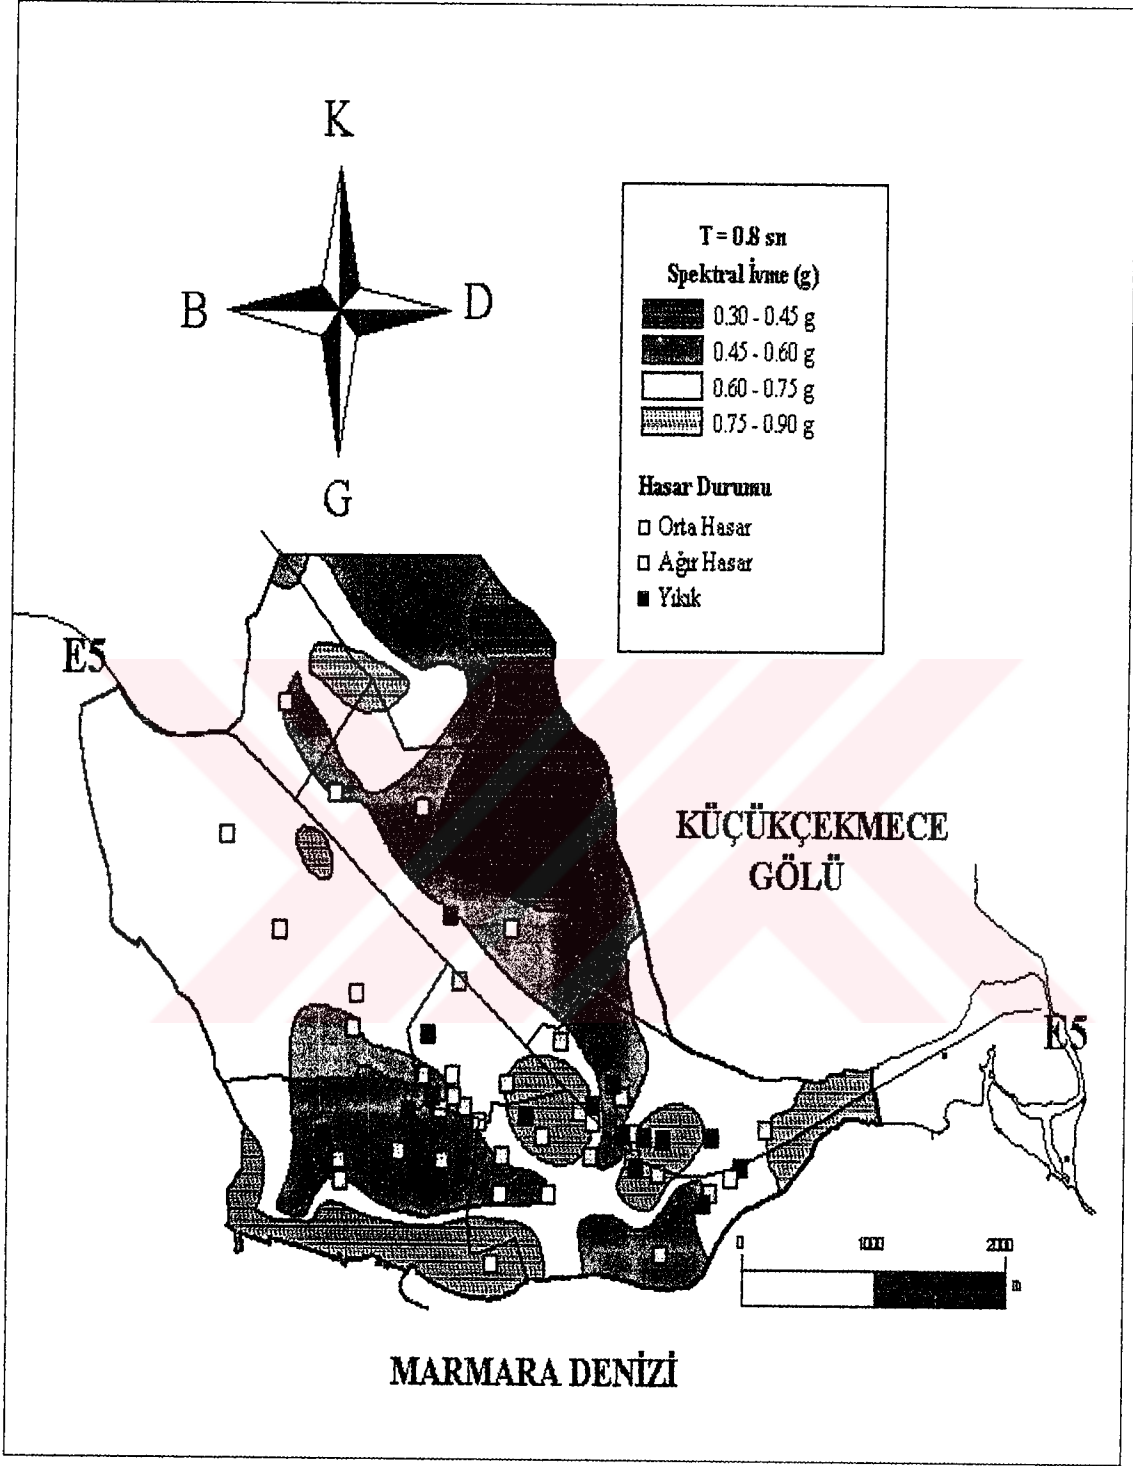 K
B
D
G
T = 0.8 sn
Spektral İvme (g)
0.30 - 0.45 g
0.45 - 0.60 g
0.60 - 0.75 g
0.75 - 0.90 g
Hasar Durumu
Orta Hasar
Ağır Hasar
Yıkık
E5
KÜÇÜKÇEKMECE
GÖLÜ
E5
0 1000 2000
m
MARMARA DENİZİ